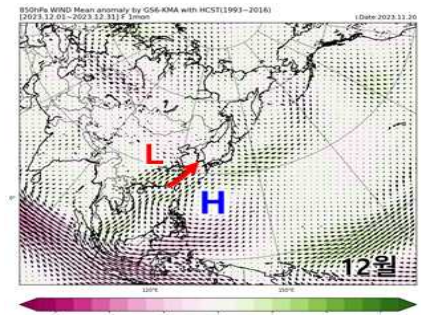 850hPa WIND Mean anomaly by GS6-KMA with HCST(1993~2016)
[2023.12.01~2023.12.31] F 1mon
I.Date:2023.11.20
L
H
12월
120°E
150°E